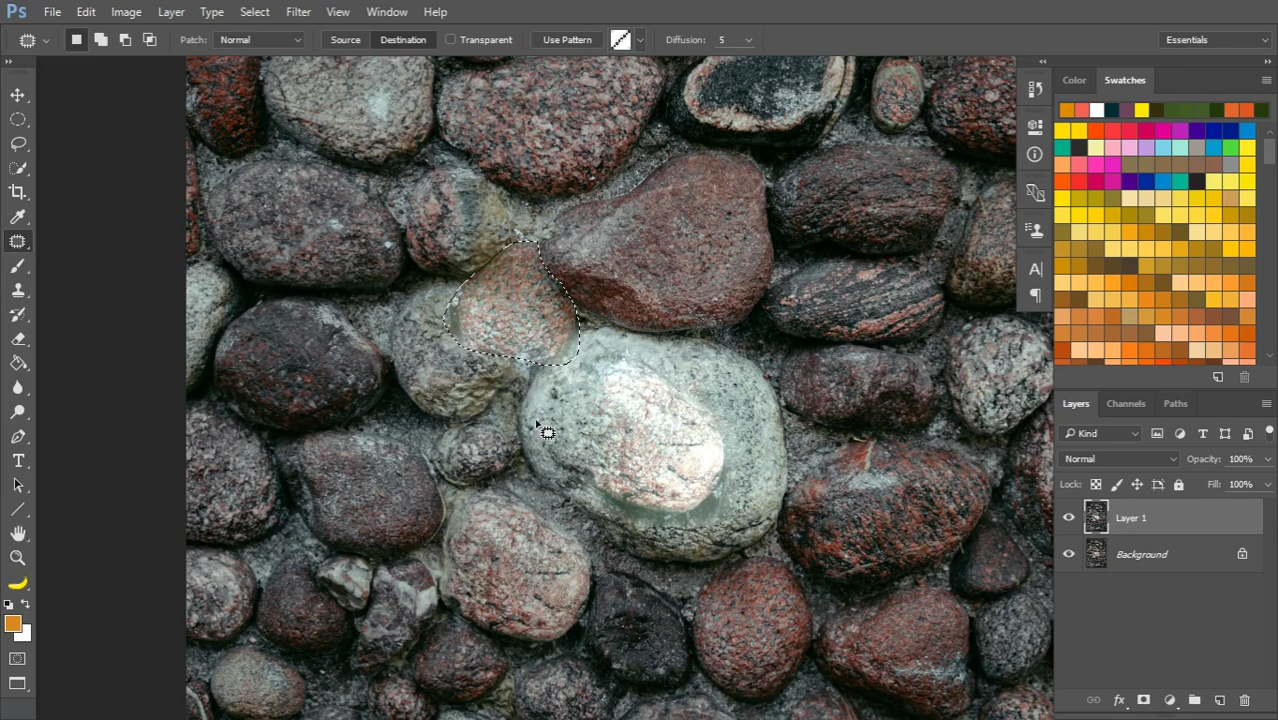 Ps File Edit Image Layer Type Select Filter View Window Help
Patch: Normal Source Destination Transparent Use Pattern Diffusion: 5 Essentials
Color Swatches
Layers Channels Paths
Kind
Normal Opacity: 100%
Lock: Fill: 100%
Layer 1
Background